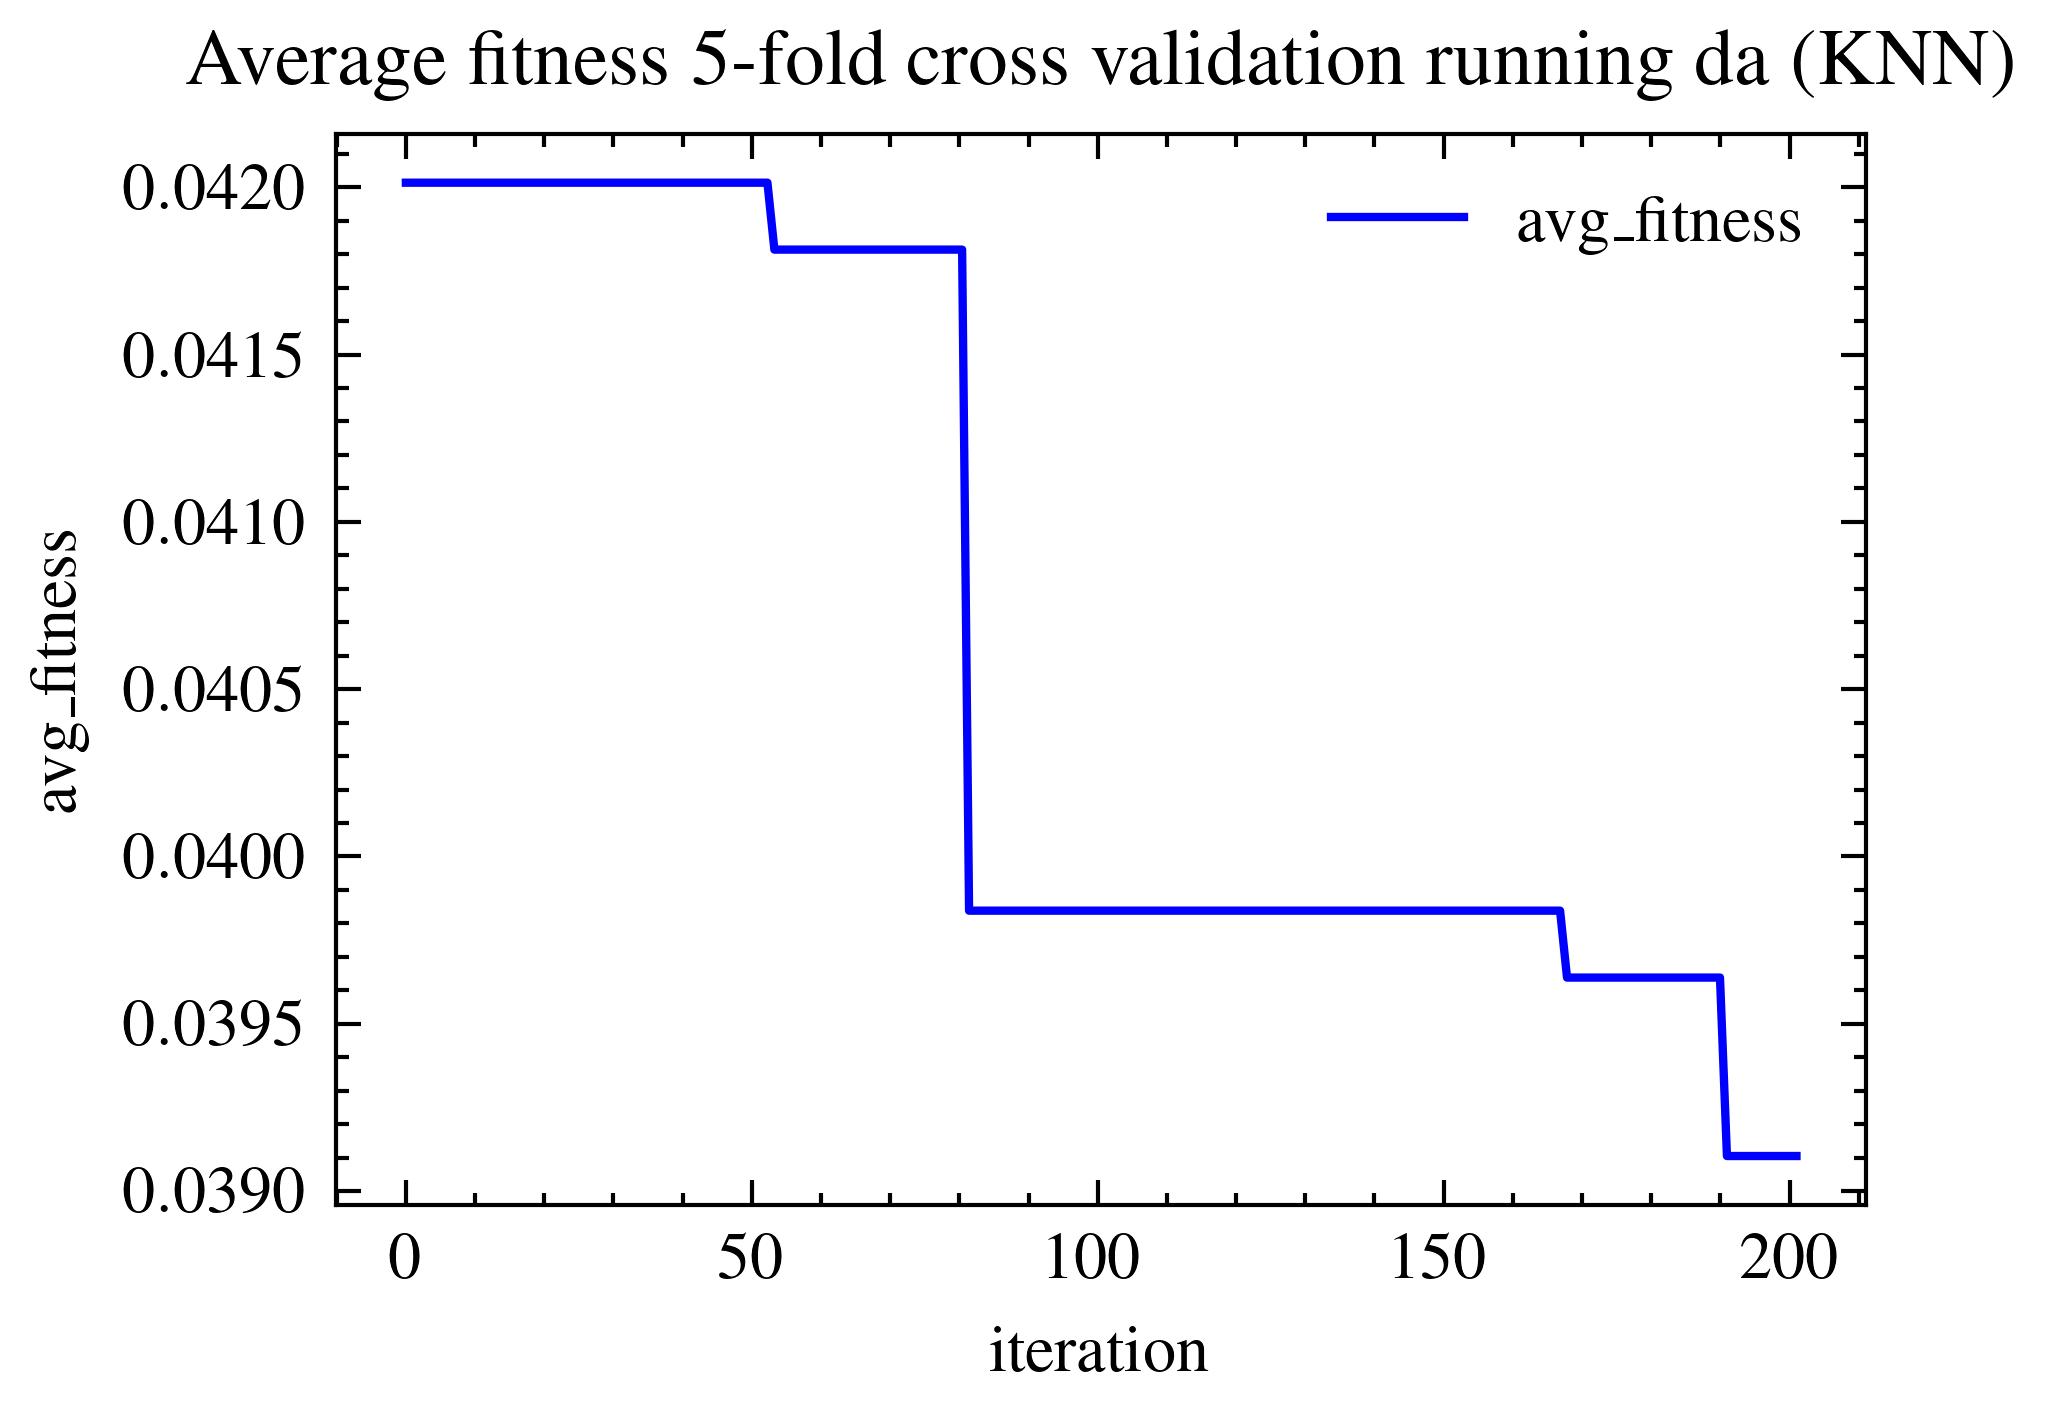 Average fitness 5-fold cross validation running da (KNN)
avg_fitness
0.0420
0.0415
0.0410
0.0405
0.0400
0.0395
0.0390
avg_fitness
0 50 100 150 200
iteration